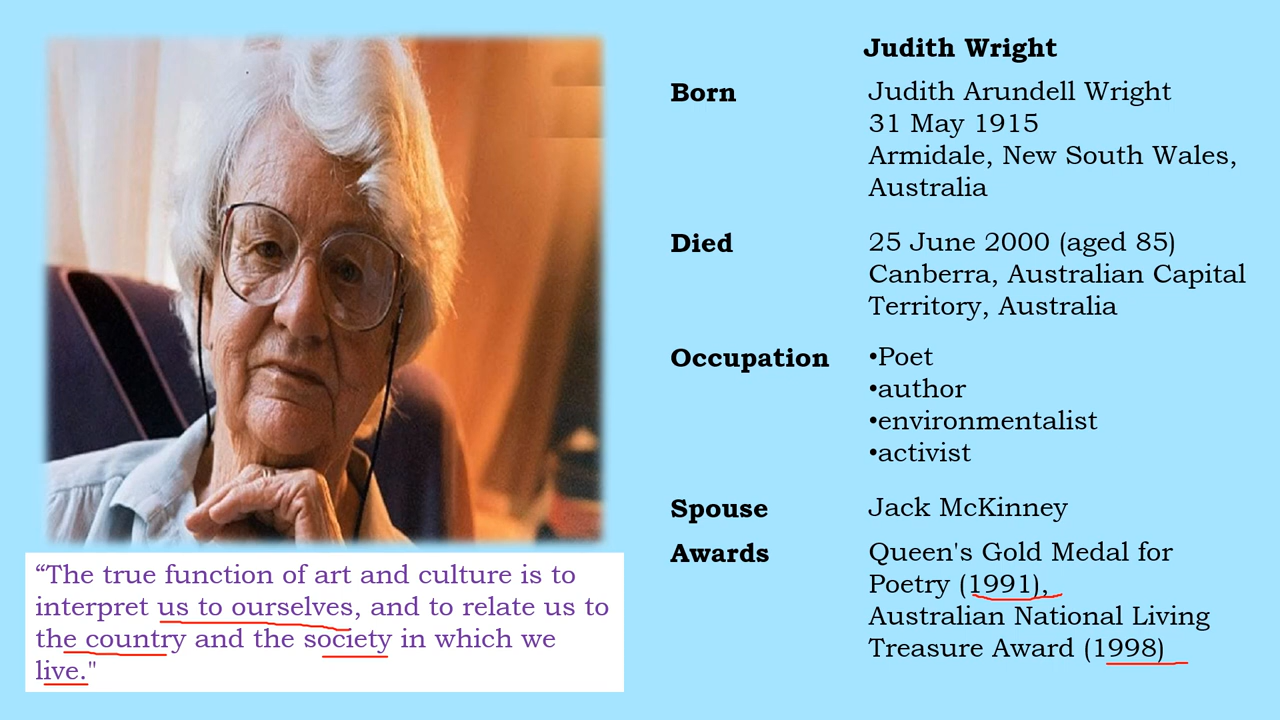 Judith Wright
Born
Judith Arundell Wright
31 May 1915
Armidale, New South Wales,
Australia
Died
25 June 2000 (aged 85)
Canberra, Australian Capital
Territory, Australia
Occupation
•Poet
•author
•environmentalist
•activist
Spouse
Jack McKinney
Awards
Queen's Gold Medal for
Poetry (1991),
Australian National Living
Treasure Award (1998)
“The true function of art and culture is to
interpret us to ourselves, and to relate us to
the country and the society in which we
live."